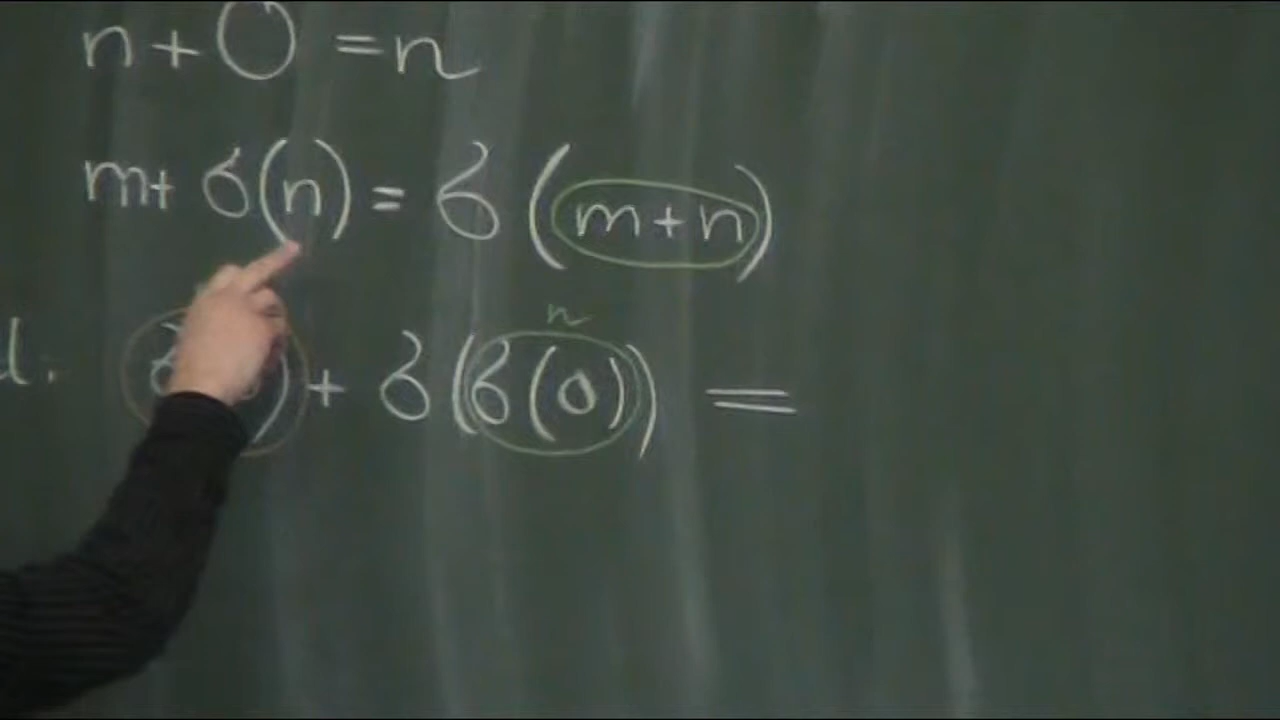 n + 0 = n
m + б(n) = б(m + n)
n
d. ) + б(б(0)) =